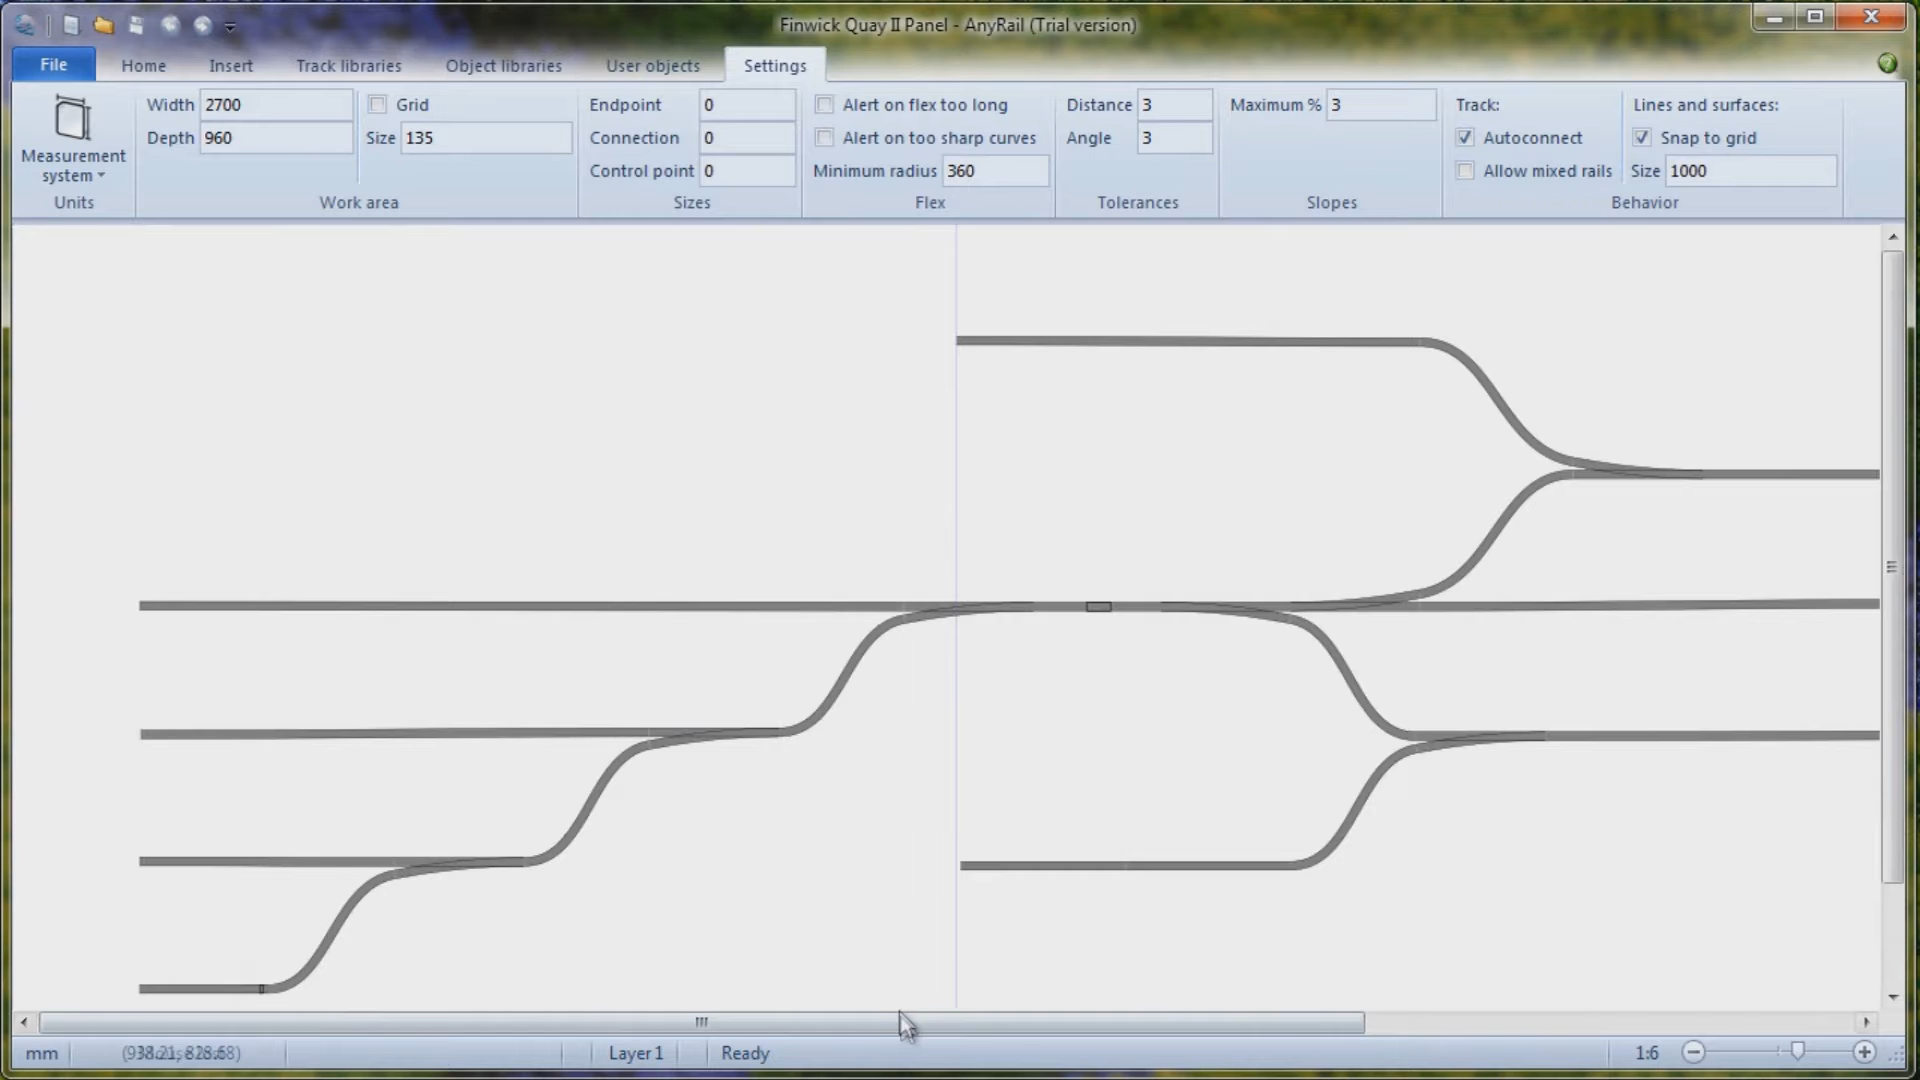 Finwick Quay II Panel - AnyRail (Trial version)
File Home Insert Track libraries Object libraries User objects Settings
Width 2700 Grid Endpoint 0 Alert on flex too long Distance 3 Maximum % 3 Track: Lines and surfaces:
Depth 960 Size 135 Connection 0 Alert on too sharp curves Angle 3 Autoconnect Snap to grid
Measurement system Control point 0 Minimum radius 360 Allow mixed rails Size 1000
Units Work area Sizes Flex Tolerances Slopes Behavior
mm Layer 1 Ready 1:6